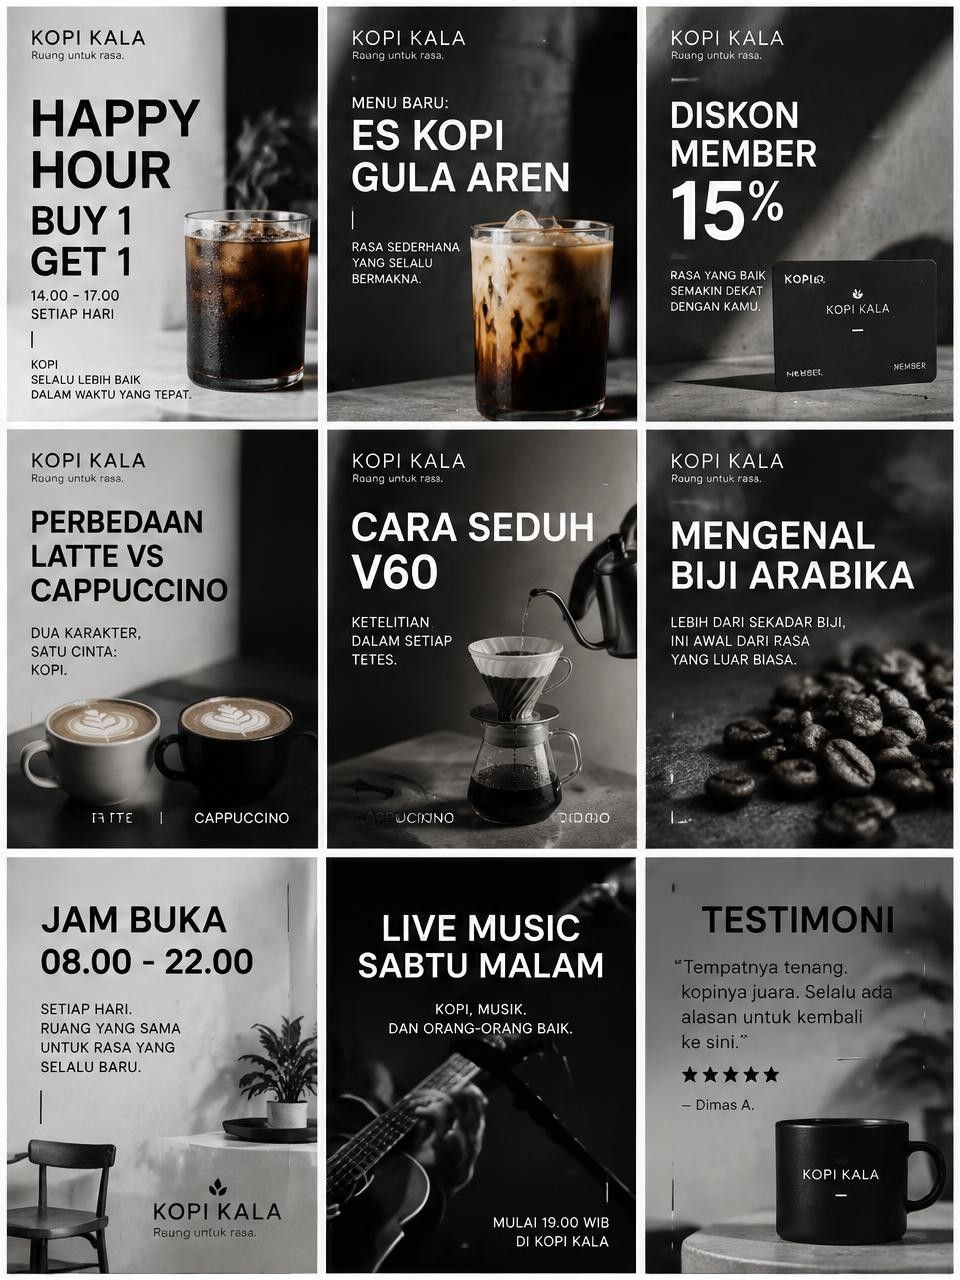 KOPI KALA
Ruang untuk rasa.
HAPPY
HOUR
BUY 1
GET 1
14.00 - 17.00
SETIAP HARI
KOPI
SELALU LEBIH BAIK
DALAM WAKTU YANG TEPAT.
KOPI KALA
Ruang untuk rasa.
MENU BARU:
ES KOPI
GULA AREN
RASA SEDERHANA
YANG SELALU
BERMAKNA.
KOPI KALA
Ruang untuk rasa.
DISKON
MEMBER
15%
RASA YANG BAIK
SEMAKIN DEKAT
DENGAN KAMU.
KOPI KALA
MEMBER
KOPI KALA
Ruang untuk rasa.
PERBEDAAN
LATTE VS
CAPPUCCINO
DUA KARAKTER,
SATU CINTA:
KOPI.
CAPPUCCINO
KOPI KALA
Ruang untuk rasa.
CARA SEDUH
V60
KETELITIAN
DALAM SETIAP
TETES.
KOPI KALA
Ruang untuk rasa.
MENGENAL
BIJI ARABIKA
LEBIH DARI SEKADAR BIJI,
INI AWAL DARI RASA
YANG LUAR BIASA.
JAM BUKA
08.00 - 22.00
SETIAP HARI.
RUANG YANG SAMA
UNTUK RASA YANG
SELALU BARU.
KOPI KALA
Ruang untuk rasa.
LIVE MUSIC
SABTU MALAM
KOPI, MUSIK.
DAN ORANG-ORANG BAIK.
MULAI 19.00 WIB
DI KOPI KALA
TESTIMONI
“Tempatnya tenang.
kopinya juara. Selalu ada
alasan untuk kembali
ke sini.”
★★★★★
– Dimas A.
KOPI KALA